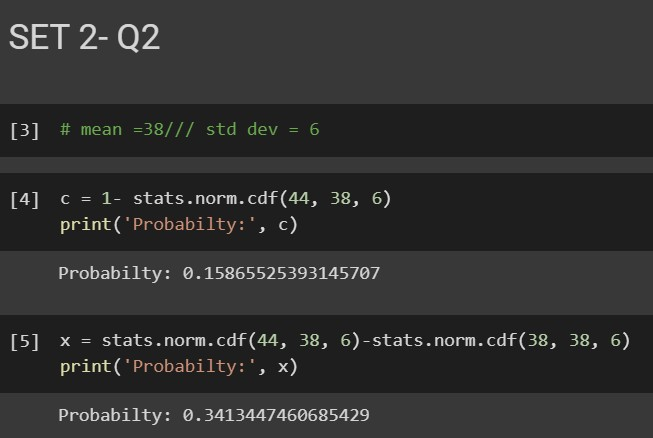 SET 2- Q2
[3] # mean =38/// std dev = 6
[4] c = 1- stats.norm.cdf(44, 38, 6)
print('Probabilty:', c)
Probabilty: 0.15865525393145707
[5] x = stats.norm.cdf(44, 38, 6)-stats.norm.cdf(38, 38, 6)
print('Probabilty:', x)
Probabilty: 0.3413447460685429